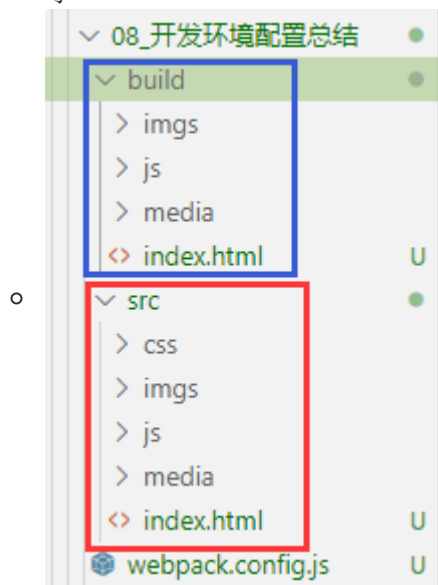 08_开发环境配置总结
build
imgs
js
media
<> index.html U
src
css
imgs
js
media
<> index.html U
webpack.config.js U